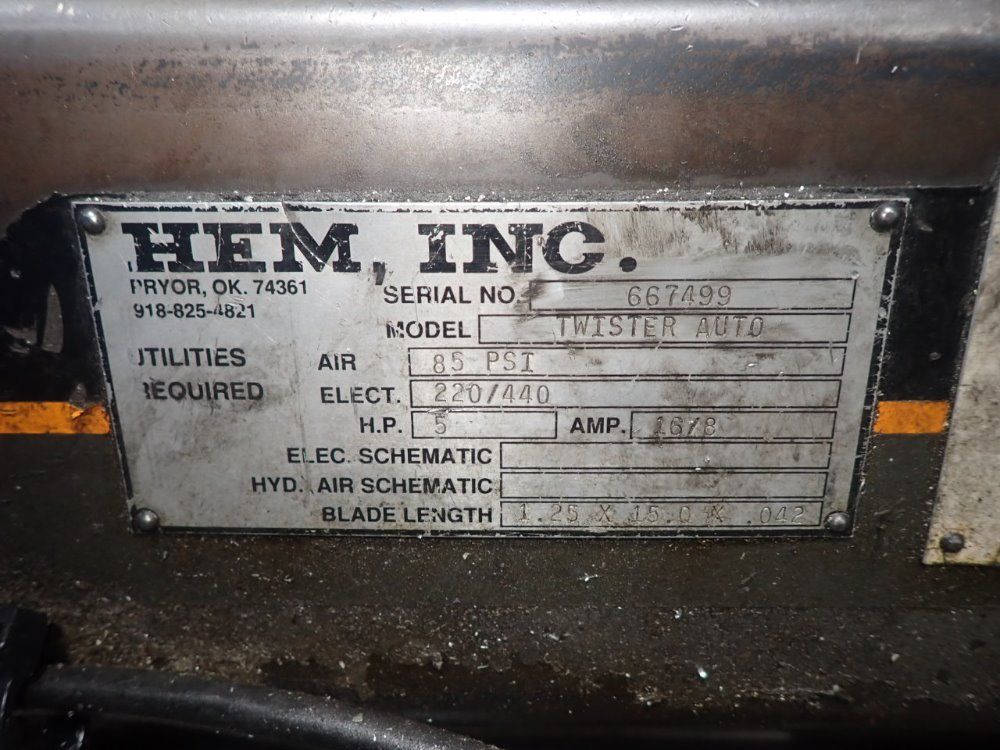 HEM, INC.
PRYOR, OK. 74361
918-825-4821
SERIAL NO. 667499
MODEL TWISTER AUTO
UTILITIES REQUIRED
AIR 85 PSI
ELECT. 220/440
H.P. 5 AMP. 16/8
ELEC. SCHEMATIC
HYD. AIR SCHEMATIC
BLADE LENGTH 1.25 X 15.0 X .042